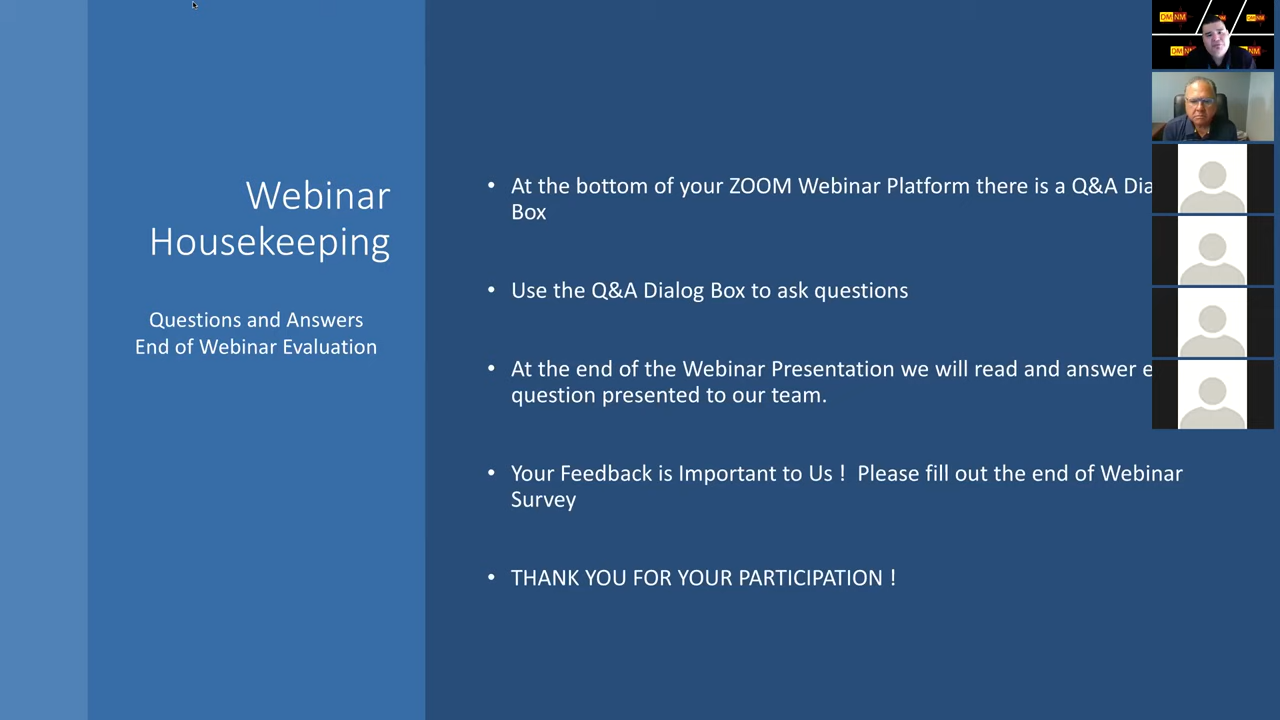 Webinar
Housekeeping
Questions and Answers
End of Webinar Evaluation
• At the bottom of your ZOOM Webinar Platform there is a Q&A
Box
• Use the Q&A Dialog Box to ask questions
• At the end of the Webinar Presentation we will read and answer
question presented to our team.
• Your Feedback is Important to Us !  Please fill out the end of Webinar
Survey
• THANK YOU FOR YOUR PARTICIPATION !
DM NM